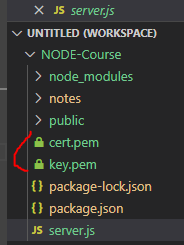 server.js
UNTITLED (WORKSPACE)
NODE-Course
node_modules
notes
public
cert.pem
key.pem
{} package-lock.json
{} package.json
JS server.js